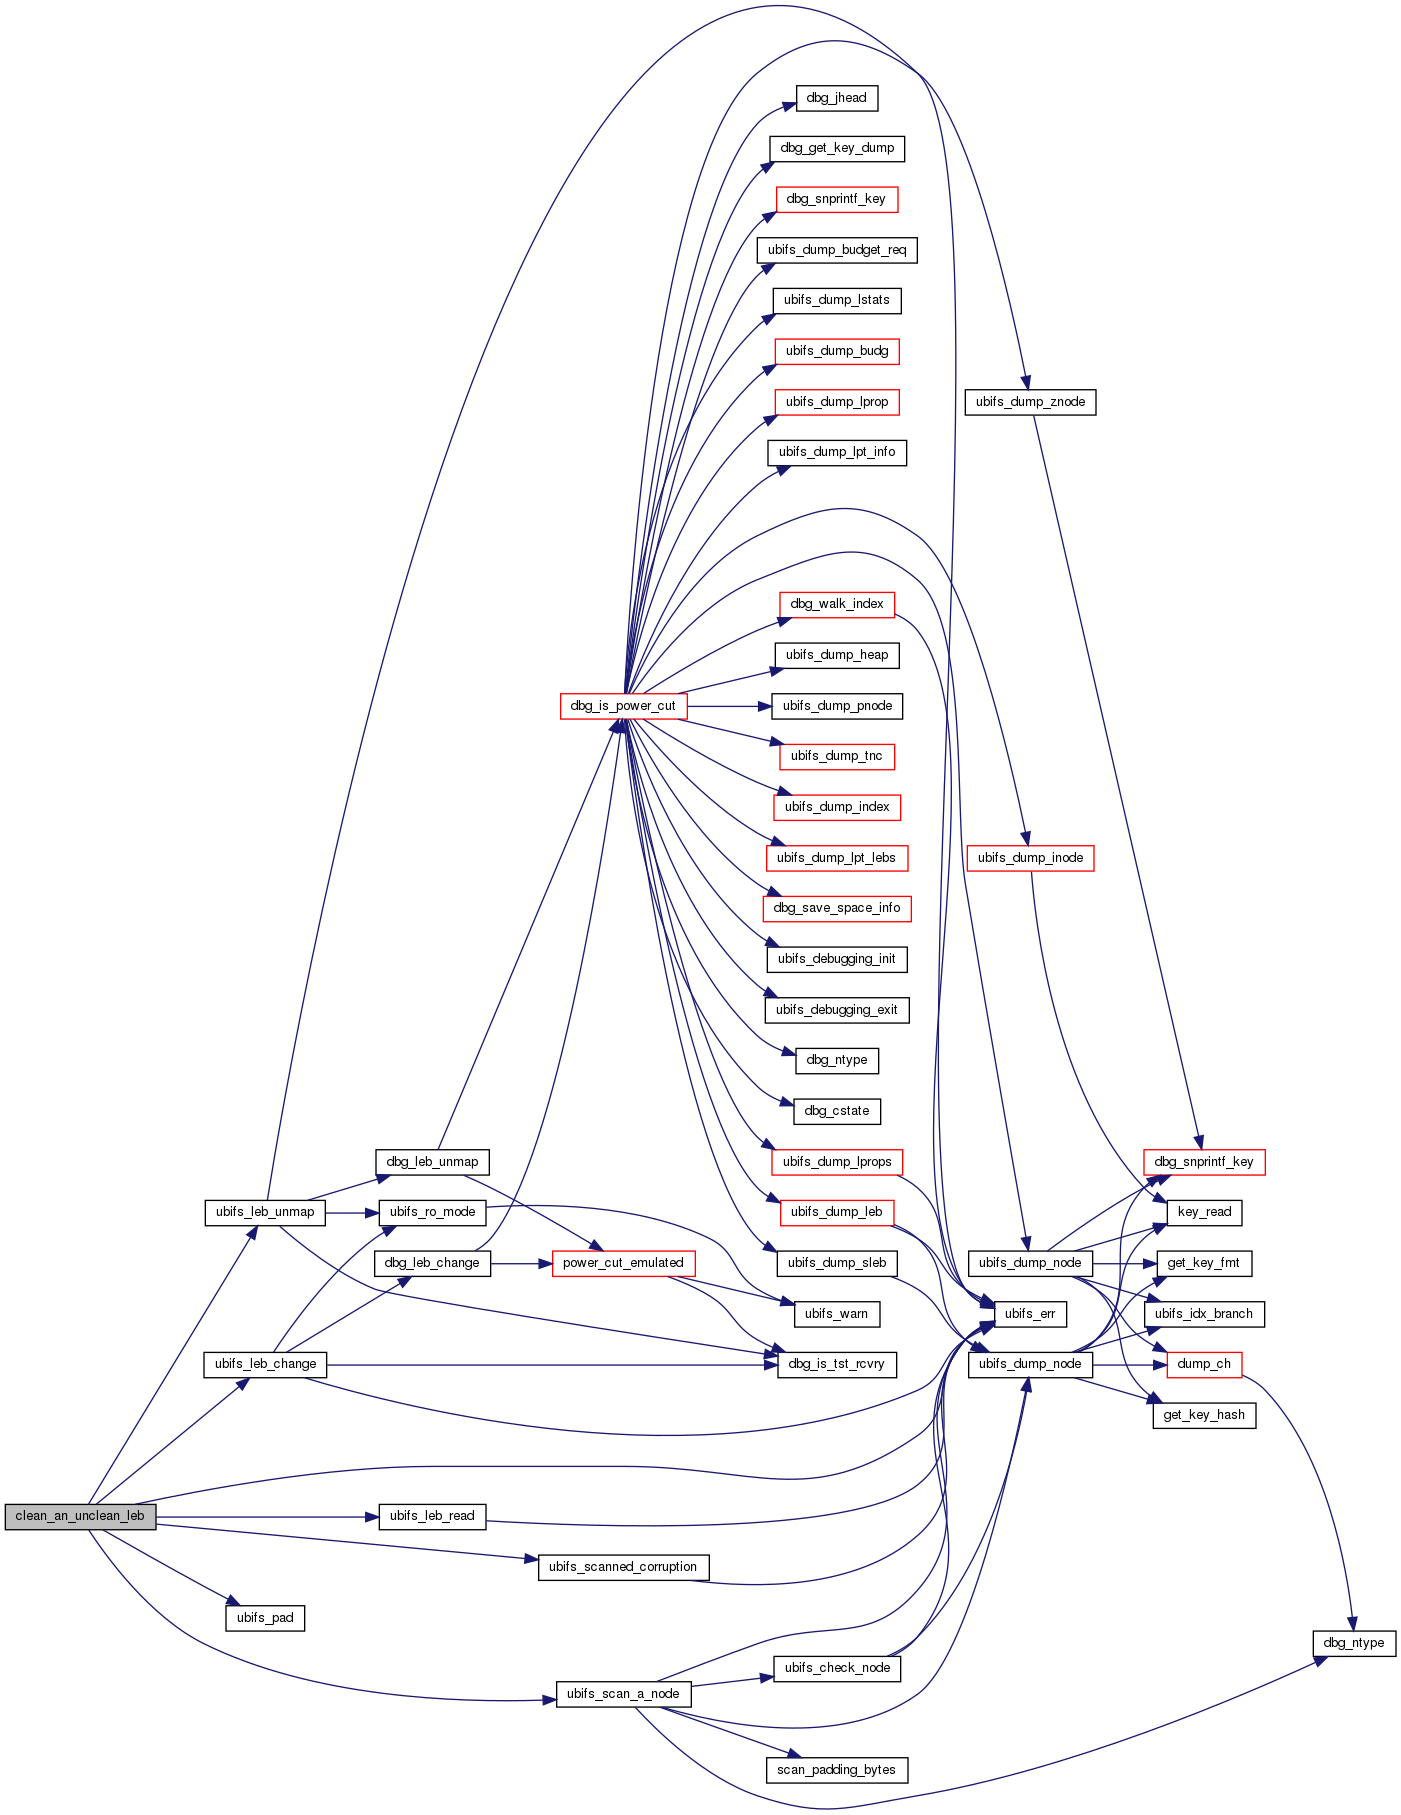 dbg_jhead
dbg_get_key_dump
dbg_snprintf_key
ubifs_dump_budget_req
ubifs_dump_lstats
ubifs_dump_budg
ubifs_dump_lprop
ubifs_dump_znode
ubifs_dump_lpt_info
dbg_walk_index
ubifs_dump_heap
dbg_is_power_cut
ubifs_dump_pnode
ubifs_dump_tnc
ubifs_dump_index
ubifs_dump_lpt_lebs
ubifs_dump_inode
dbg_save_space_info
ubifs_debugging_init
ubifs_debugging_exit
dbg_ntype
dbg_cstate
dbg_leb_unmap
ubifs_dump_lprops
dbg_snprintf_key
ubifs_leb_unmap
ubifs_ro_mode
ubifs_dump_leb
key_read
dbg_leb_change
power_cut_emulated
ubifs_dump_sleb
ubifs_dump_node
get_key_fmt
ubifs_warn
ubifs_err
ubifs_idx_branch
ubifs_leb_change
dbg_is_tst_rcvry
ubifs_dump_node
dump_ch
get_key_hash
clean_an_unclean_leb
ubifs_leb_read
ubifs_scanned_corruption
ubifs_pad
dbg_ntype
ubifs_check_node
ubifs_scan_a_node
scan_padding_bytes